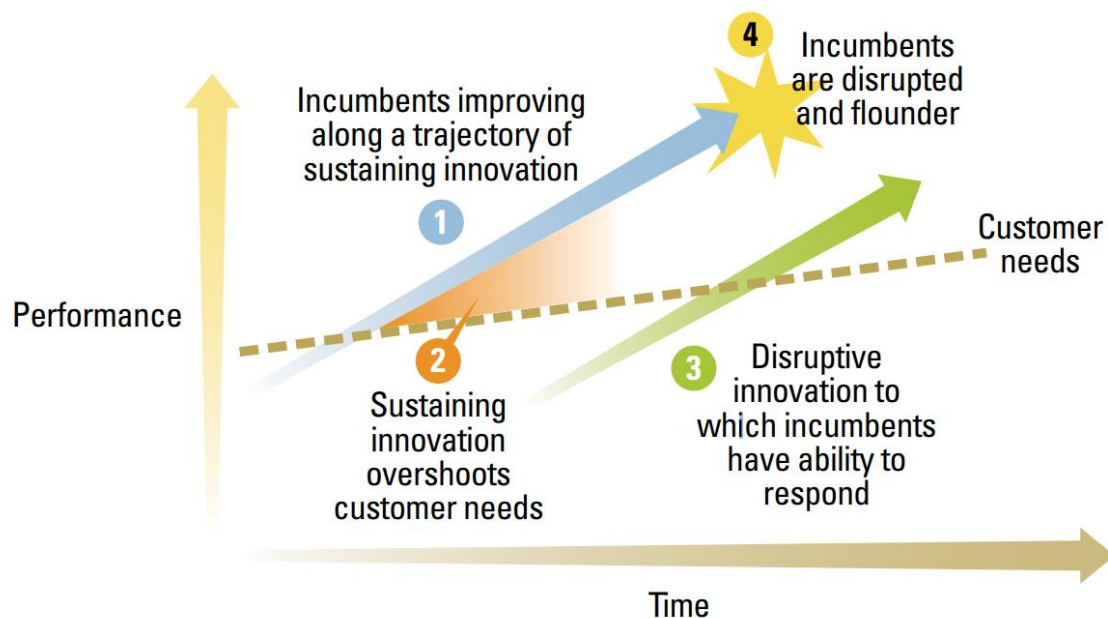 4
Incumbents
are disrupted
and flounder
Incumbents improving
along a trajectory of
sustaining innovation
1
Customer
needs
Performance
2
Sustaining
innovation
overshoots
customer needs
3
Disruptive
innovation to
which incumbents
have ability to
respond
Time